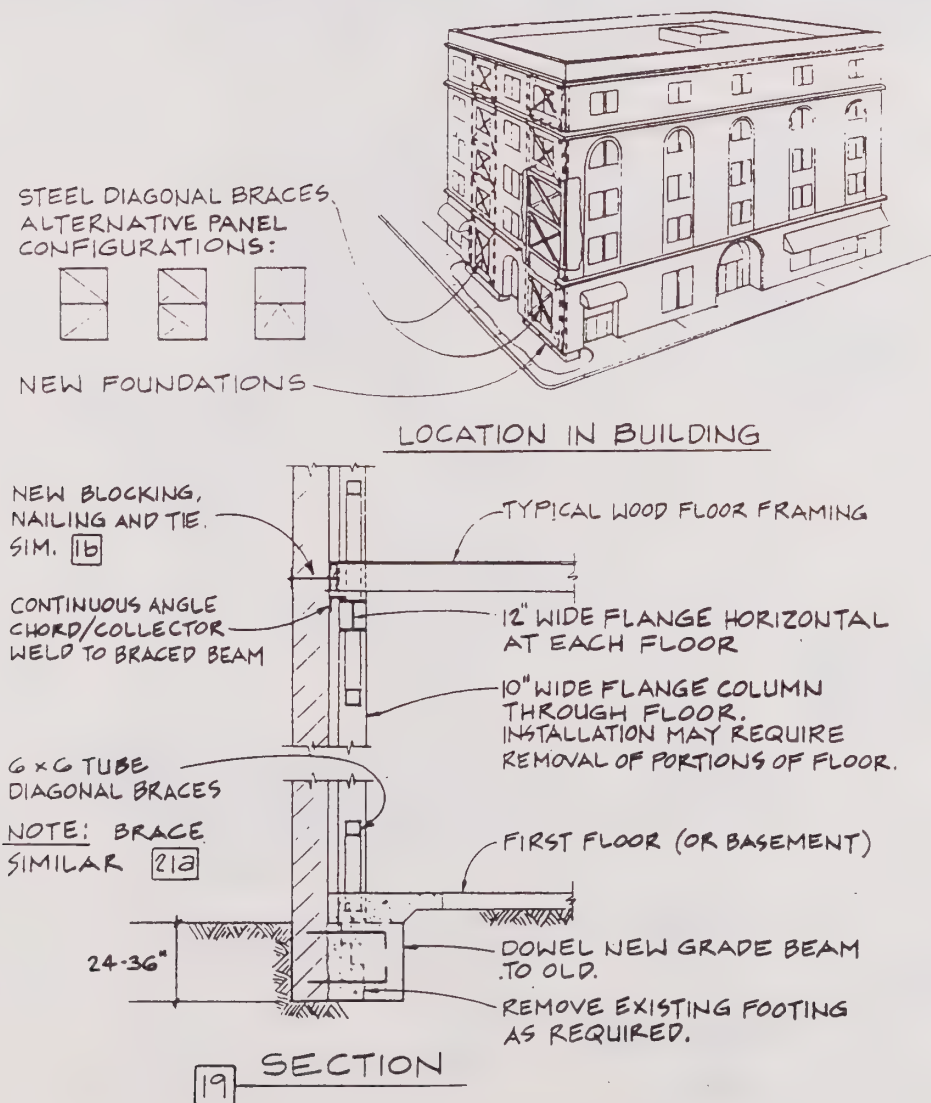 STEEL DIAGONAL BRACES
ALTERNATIVE PANEL
CONFIGURATIONS:
NEW FOUNDATIONS
LOCATION IN BUILDING
NEW BLOCKING,
NAILING AND TIE.
SIM. 1b
TYPICAL WOOD FLOOR FRAMING
CONTINUOUS ANGLE
CHORD/COLLECTOR
WELD TO BRACED BEAM
12" WIDE FLANGE HORIZONTAL
AT EACH FLOOR
10" WIDE FLANGE COLUMN
THROUGH FLOOR.
INSTALLATION MAY REQUIRE
REMOVAL OF PORTIONS OF FLOOR.
6 x 6 TUBE
DIAGONAL BRACES
NOTE: BRACE
SIMILAR 21a
FIRST FLOOR (OR BASEMENT)
24-36"
DOWEL NEW GRADE BEAM
TO OLD.
REMOVE EXISTING FOOTING
AS REQUIRED.
19 SECTION